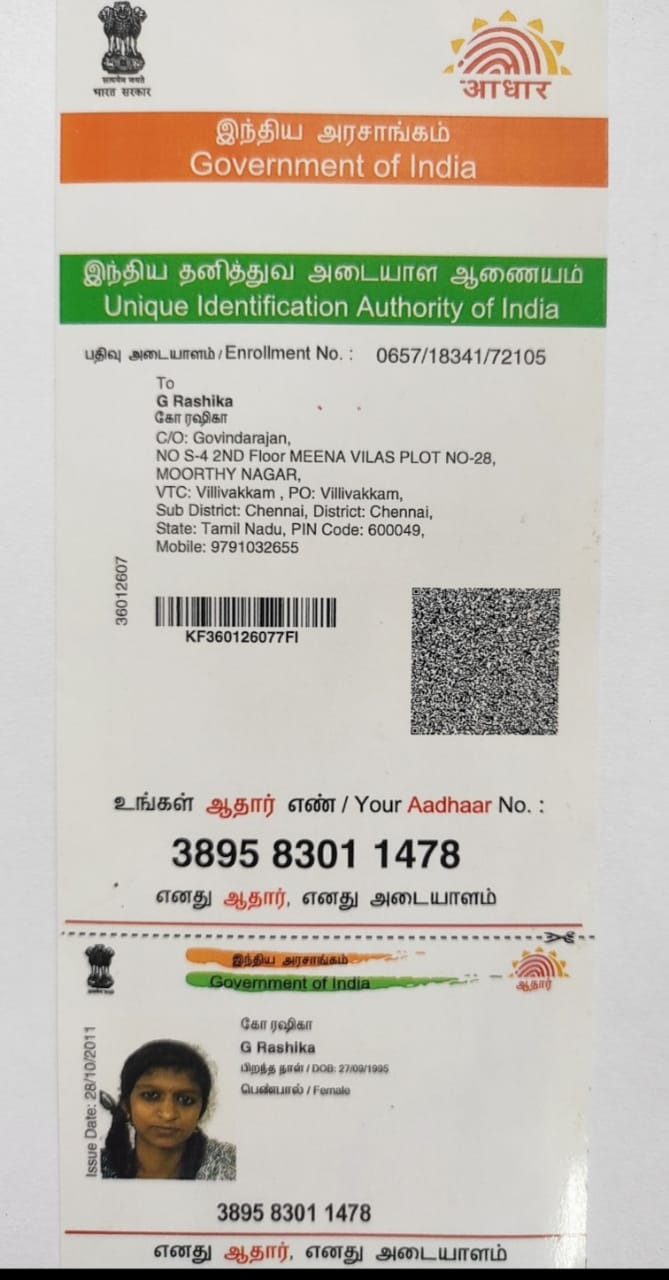 सत्यमेव जयते
भारत सरकार
आधार
இந்திய அரசாங்கம்
Government of India
இந்திய தனித்துவ அடையாள ஆணையம்
Unique Identification Authority of India
பதிவு அடையாளம் / Enrollment No. : 0657/18341/72105
To
G Rashika
கோ ரஷிகா
C/O: Govindarajan,
NO S-4 2ND Floor MEENA VILAS PLOT NO-28,
MOORTHY NAGAR,
VTC: Villivakkam , PO: Villivakkam,
Sub District: Chennai, District: Chennai,
State: Tamil Nadu, PIN Code: 600049,
Mobile: 9791032655
36012607
KF360126077FI
உங்கள் ஆதார் எண் / Your Aadhaar No. :
3895 8301 1478
எனது ஆதார், எனது அடையாளம்
இந்திய அரசாங்கம்
Government of India
ஆதார்
Issue Date: 28/10/2011
கோ ரஷிகா
G Rashika
பிறந்த நாள் / DOB: 27/09/1995
பெண்பால் / Female
3895 8301 1478
எனது ஆதார், எனது அடையாளம்